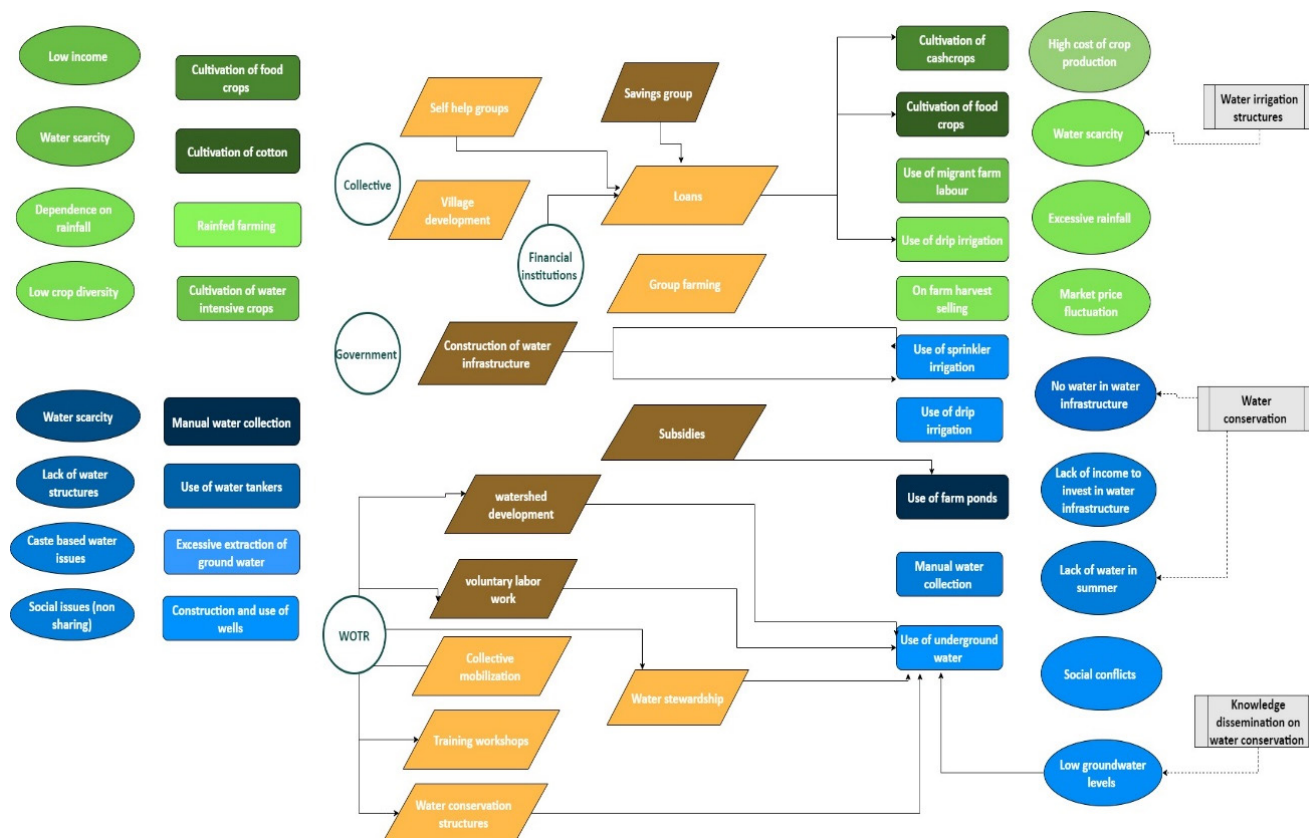 Low income
Water scarcity
Dependence on
rainfall
Low crop diversity
Cultivation of food
crops
Cultivation of cotton
Rainfed farming
Cultivation of water
intensive crops
Water scarcity
Lack of water
structures
Caste based water
issues
Social issues (non
sharing)
Manual water collection
Use of water tankers
Excessive extraction of
ground water
Construction and use of
wells
Collective
Self help groups
Savings group
Village
development
Loans
Financial
institutions
Group farming
Government
Construction of water
infrastructure
Subsidies
watershed
development
voluntary labor
work
WOTR
Collective
mobilization
Water stewardship
Training workshops
Water conservation
structures
Cultivation of
cashcrops
Cultivation of food
crops
Use of migrant farm
labour
Use of drip irrigation
On farm harvest
selling
Use of sprinkler
irrigation
Use of drip
irrigation
Use of farm ponds
Manual water
collection
Use of underground
water
High cost of crop
production
Water scarcity
Excessive rainfall
Market price
fluctuation
No water in water
infrastructure
Lack of income to
invest in water
infrastructure
Lack of water in
summer
Social conflicts
Low groundwater
levels
Water irrigation
structures
Water
conservation
Knowledge
dissemination on
water conservation